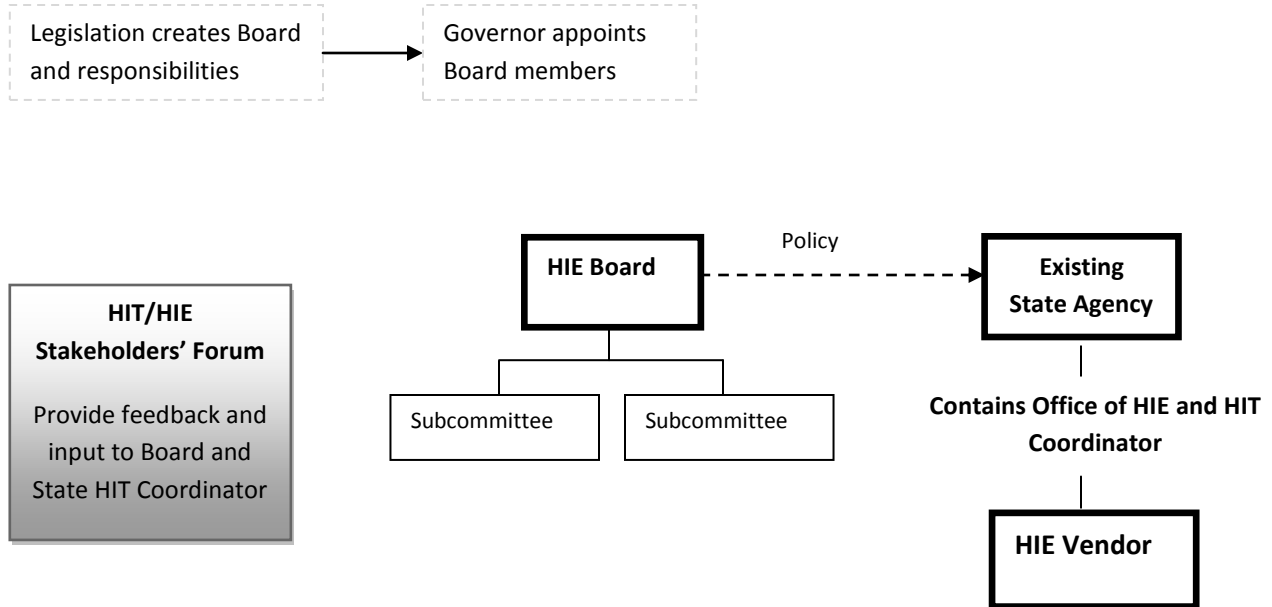 Legislation creates Board
and responsibilities
Governor appoints
Board members
Policy
HIE Board
Existing
State Agency
HIT/HIE
Stakeholders’ Forum
Provide feedback and
input to Board and
State HIT Coordinator
Subcommittee
Subcommittee
Contains Office of HIE and HIT
Coordinator
HIE Vendor